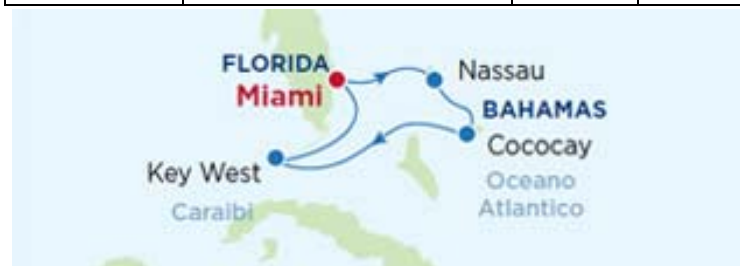 FLORIDA
Miami
Nassau
BAHAMAS
Cococay
Key West
Oceano
Atlantico
Caraibi